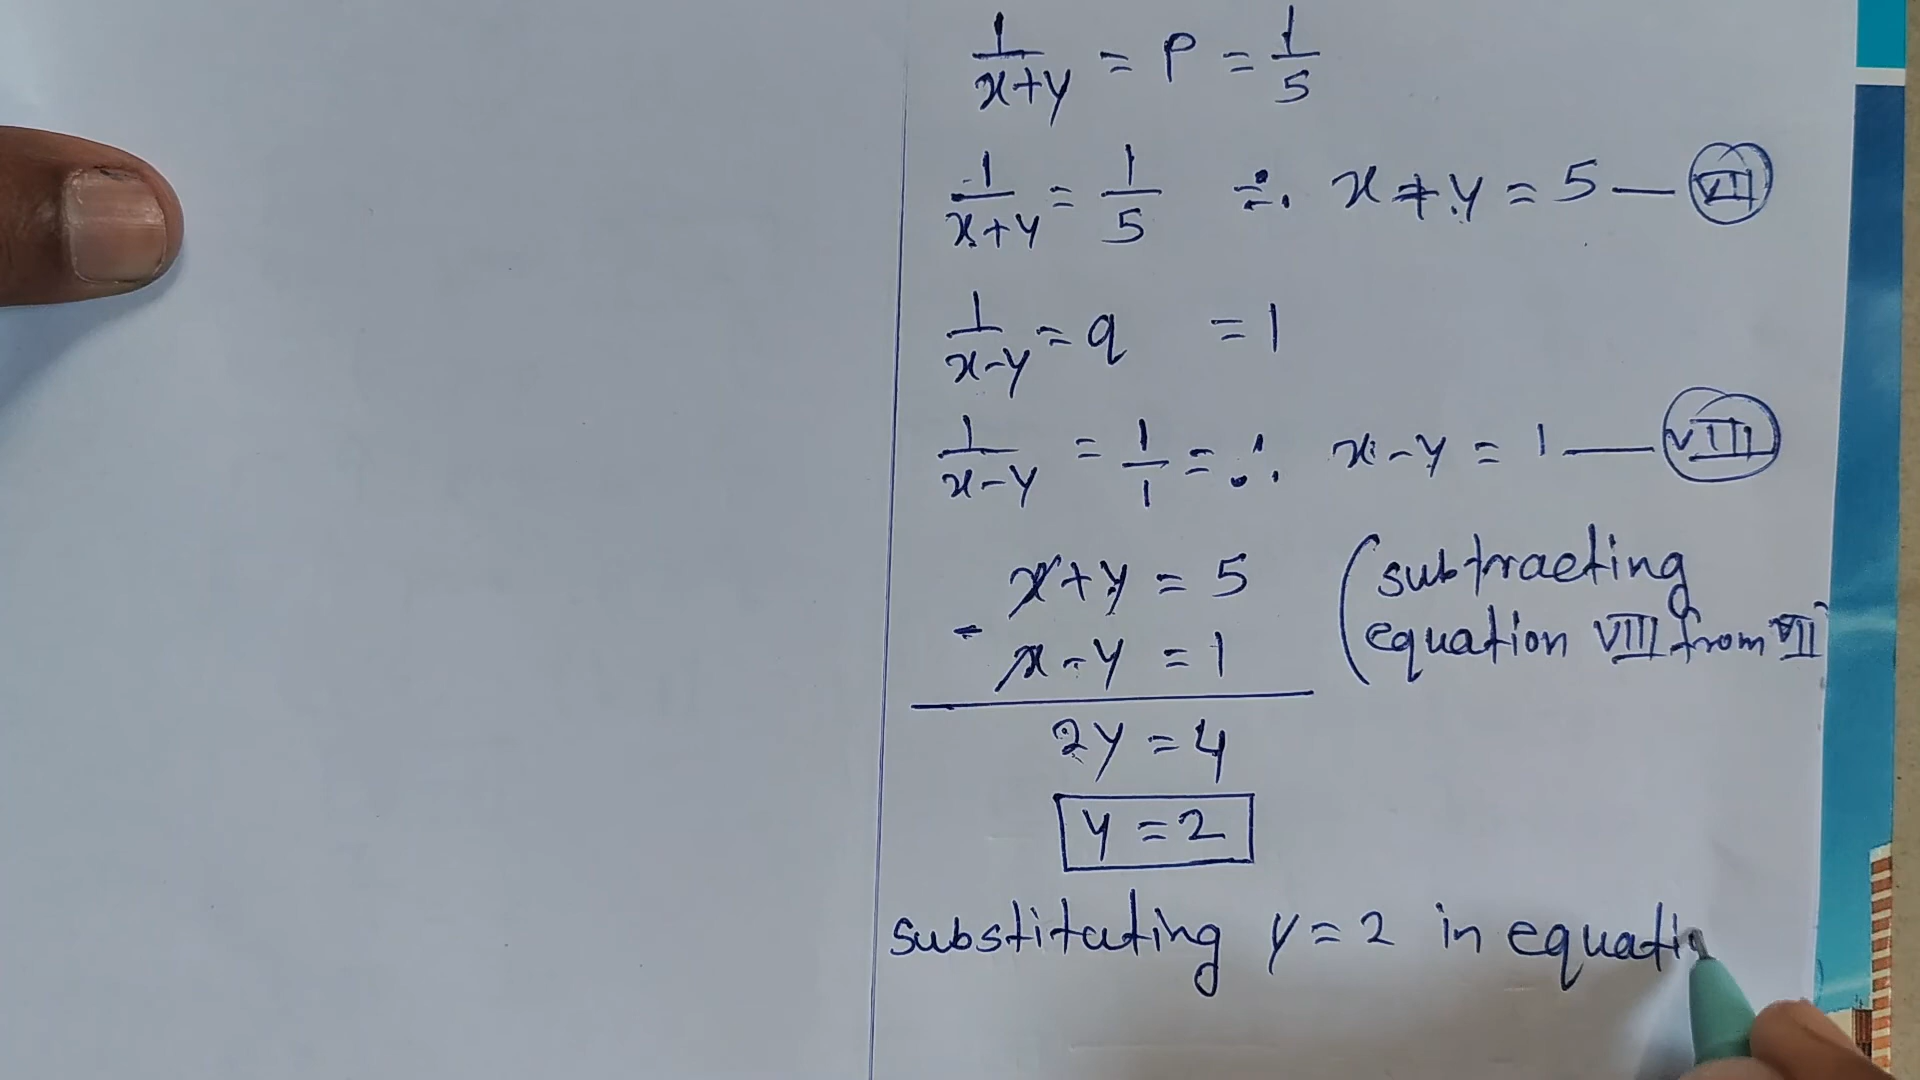 1/(x+y) = P = 1/5
1/(x+y) = 1/5 ∴ x+y = 5 — VII
1/(x-y) = q = 1
1/(x-y) = 1/1 = ∴ x-y = 1 — VIII
x+y = 5 (subtracting
- x-y = 1 equation VIII from VII
2y = 4
y = 2
substituting y = 2 in equati